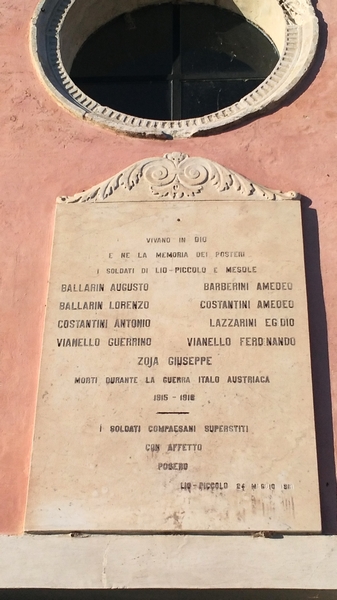 VIVANO IN DIO
E NE LA MEMORIA DEI POSTERI
I SOLDATI DI LIO-PICCOLO E MESOLE
BALLARIN AUGUSTO BARBERINI AMEDEO
BALLARIN LORENZO COSTANTINI AMEDEO
COSTANTINI ANTONIO LAZZARINI EGIDIO
VIANELLO GUERRINO VIANELLO FERDINANDO
ZOJA GIUSEPPE
MORTI DURANTE LA GUERRA ITALO AUSTRIACA
1915-1918
I SOLDATI COMPAESANI SUPERSTITI
CON AFFETTO
POSERO
LIO-PICCOLO 24